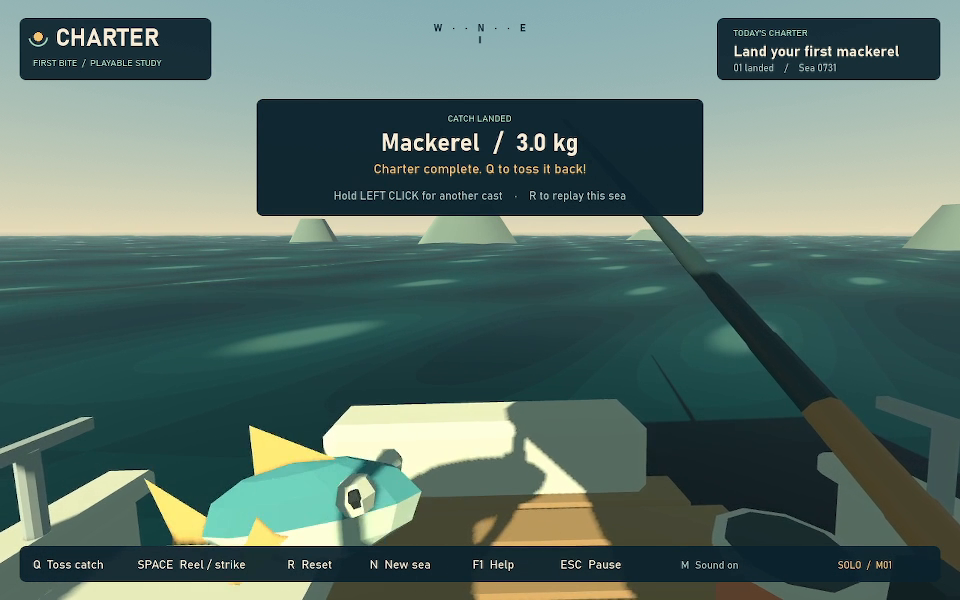 CHARTER
FIRST BITE / PLAYABLE STUDY
W · · N · · E
TODAY'S CHARTER
Land your first mackerel
01 landed / Sea 0731
CATCH LANDED
Mackerel / 3.0 kg
Charter complete. Q to toss it back!
Hold LEFT CLICK for another cast · R to replay this sea
Q Toss catch SPACE Reel / strike R Reset N New sea F1 Help ESC Pause M Sound on SOLO / M01